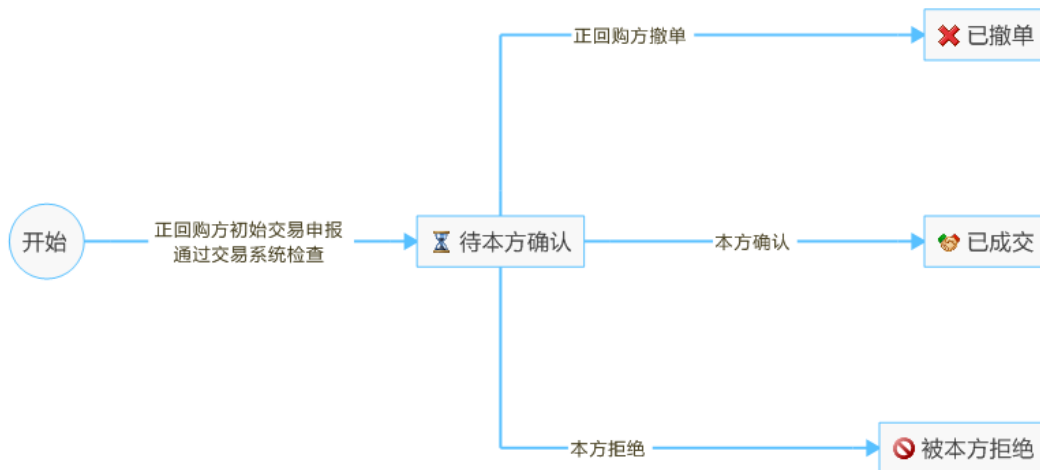 正回购方撤单
已撤单
开始
正回购方初始交易申报
通过交易系统检查
待本方确认
本方确认
已成交
本方拒绝
被本方拒绝